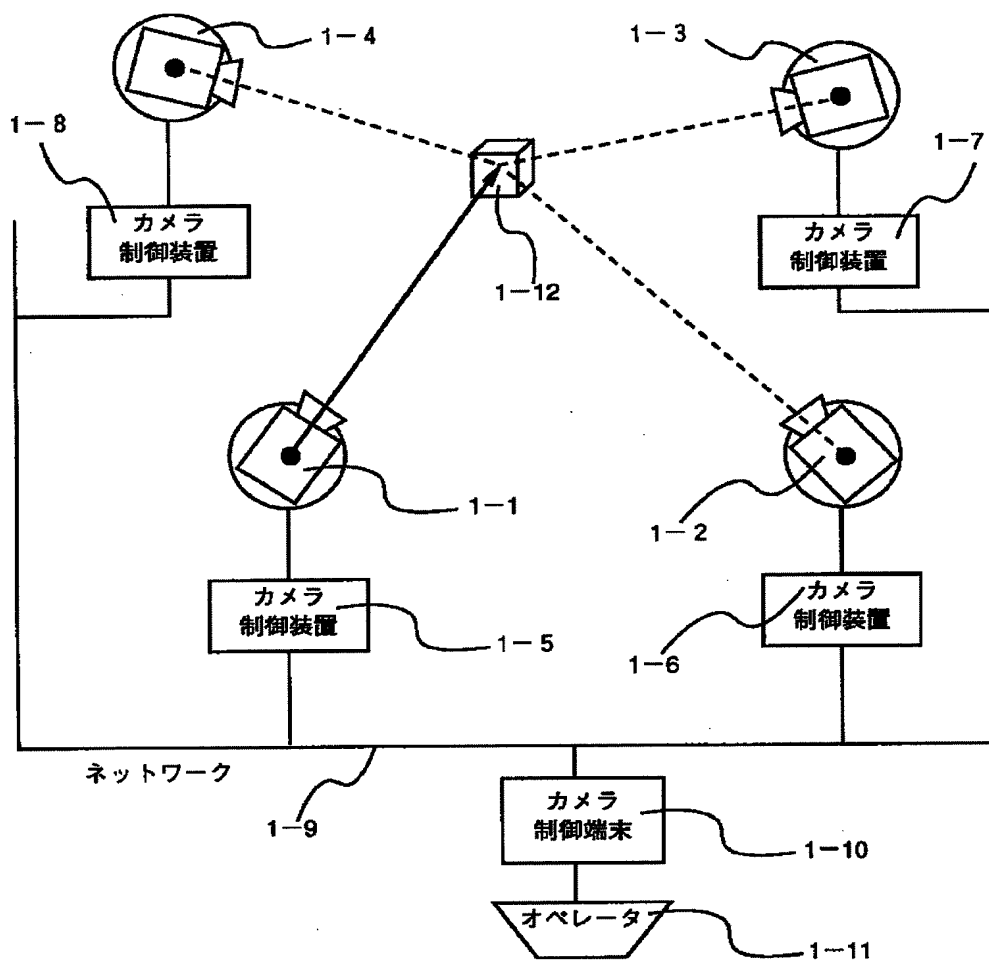 1-4
1-3
1-8
1-7
カメラ
制御装置
カメラ
制御装置
1-12
1-1
1-2
カメラ
制御装置
カメラ
制御装置
1-5
1-6
ネットワーク
1-9
カメラ
制御端末
1-10
オペレータ
1-11